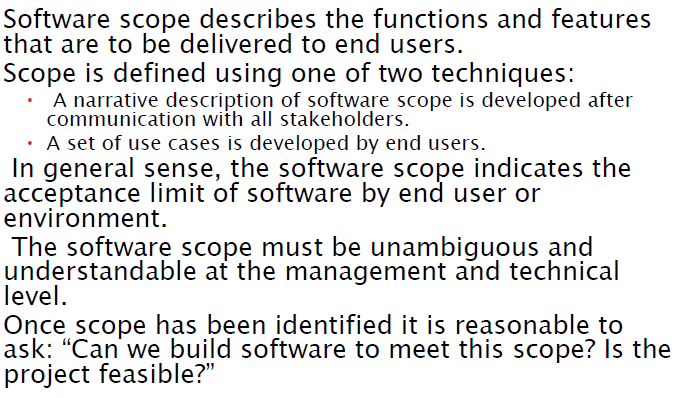 Software scope describes the functions and features
that are to be delivered to end users.
Scope is defined using one of two techniques:
• A narrative description of software scope is developed after
communication with all stakeholders.
• A set of use cases is developed by end users.
In general sense, the software scope indicates the
acceptance limit of software by end user or
environment.
The software scope must be unambiguous and
understandable at the management and technical
level.
Once scope has been identified it is reasonable to
ask: “Can we build software to meet this scope? Is the
project feasible?”